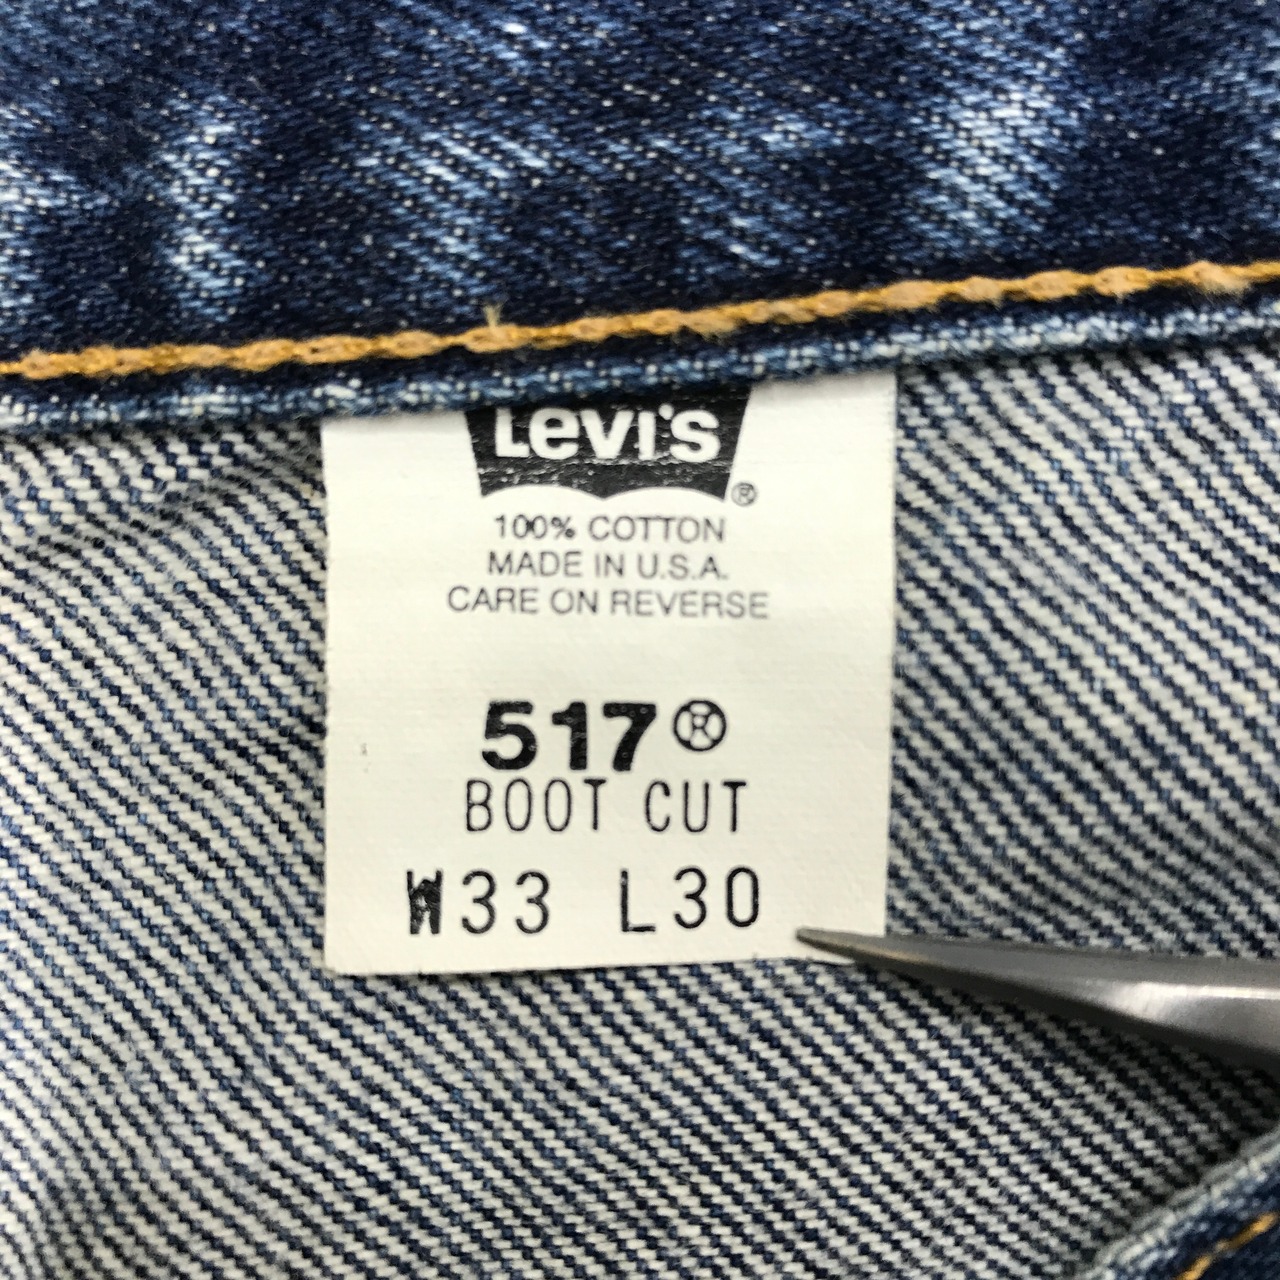 Levi's ®
100% COTTON
MADE IN U.S.A.
CARE ON REVERSE
517®
BOOT CUT
W33 L30